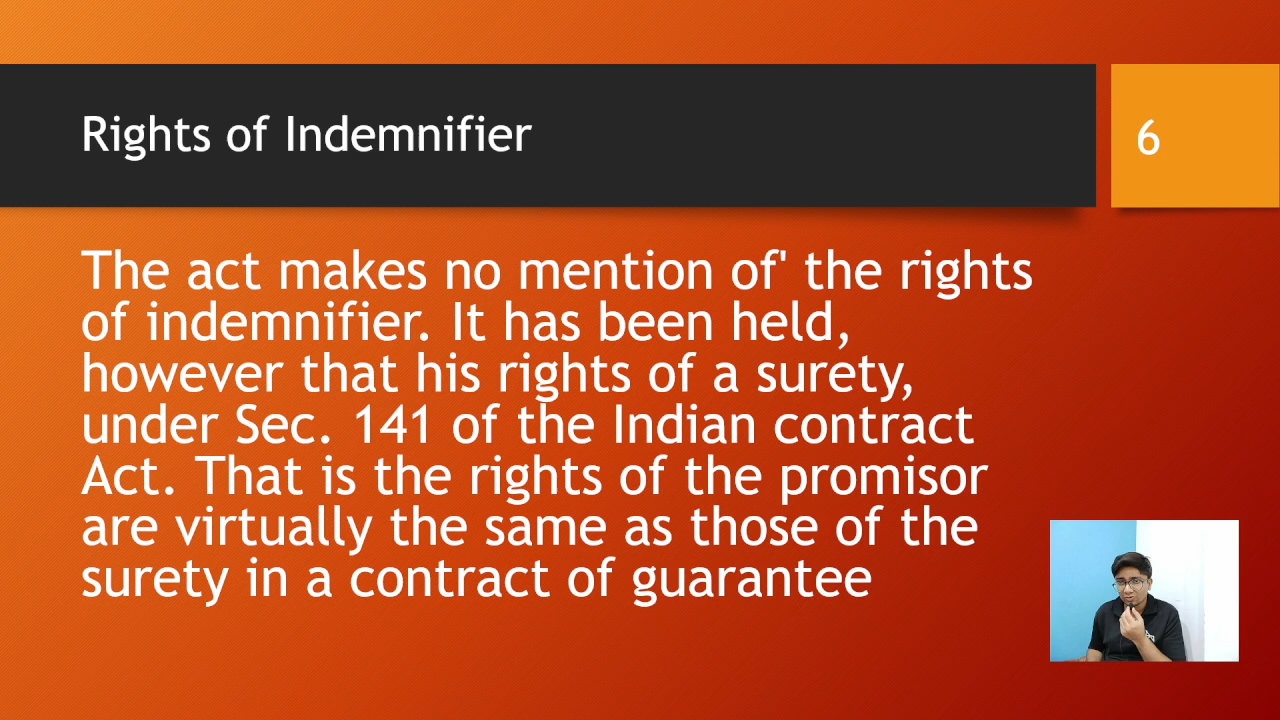 Rights of Indemnifier
6
The act makes no mention of' the rights
of indemnifier. It has been held,
however that his rights of a surety,
under Sec. 141 of the Indian contract
Act. That is the rights of the promisor
are virtually the same as those of the
surety in a contract of guarantee